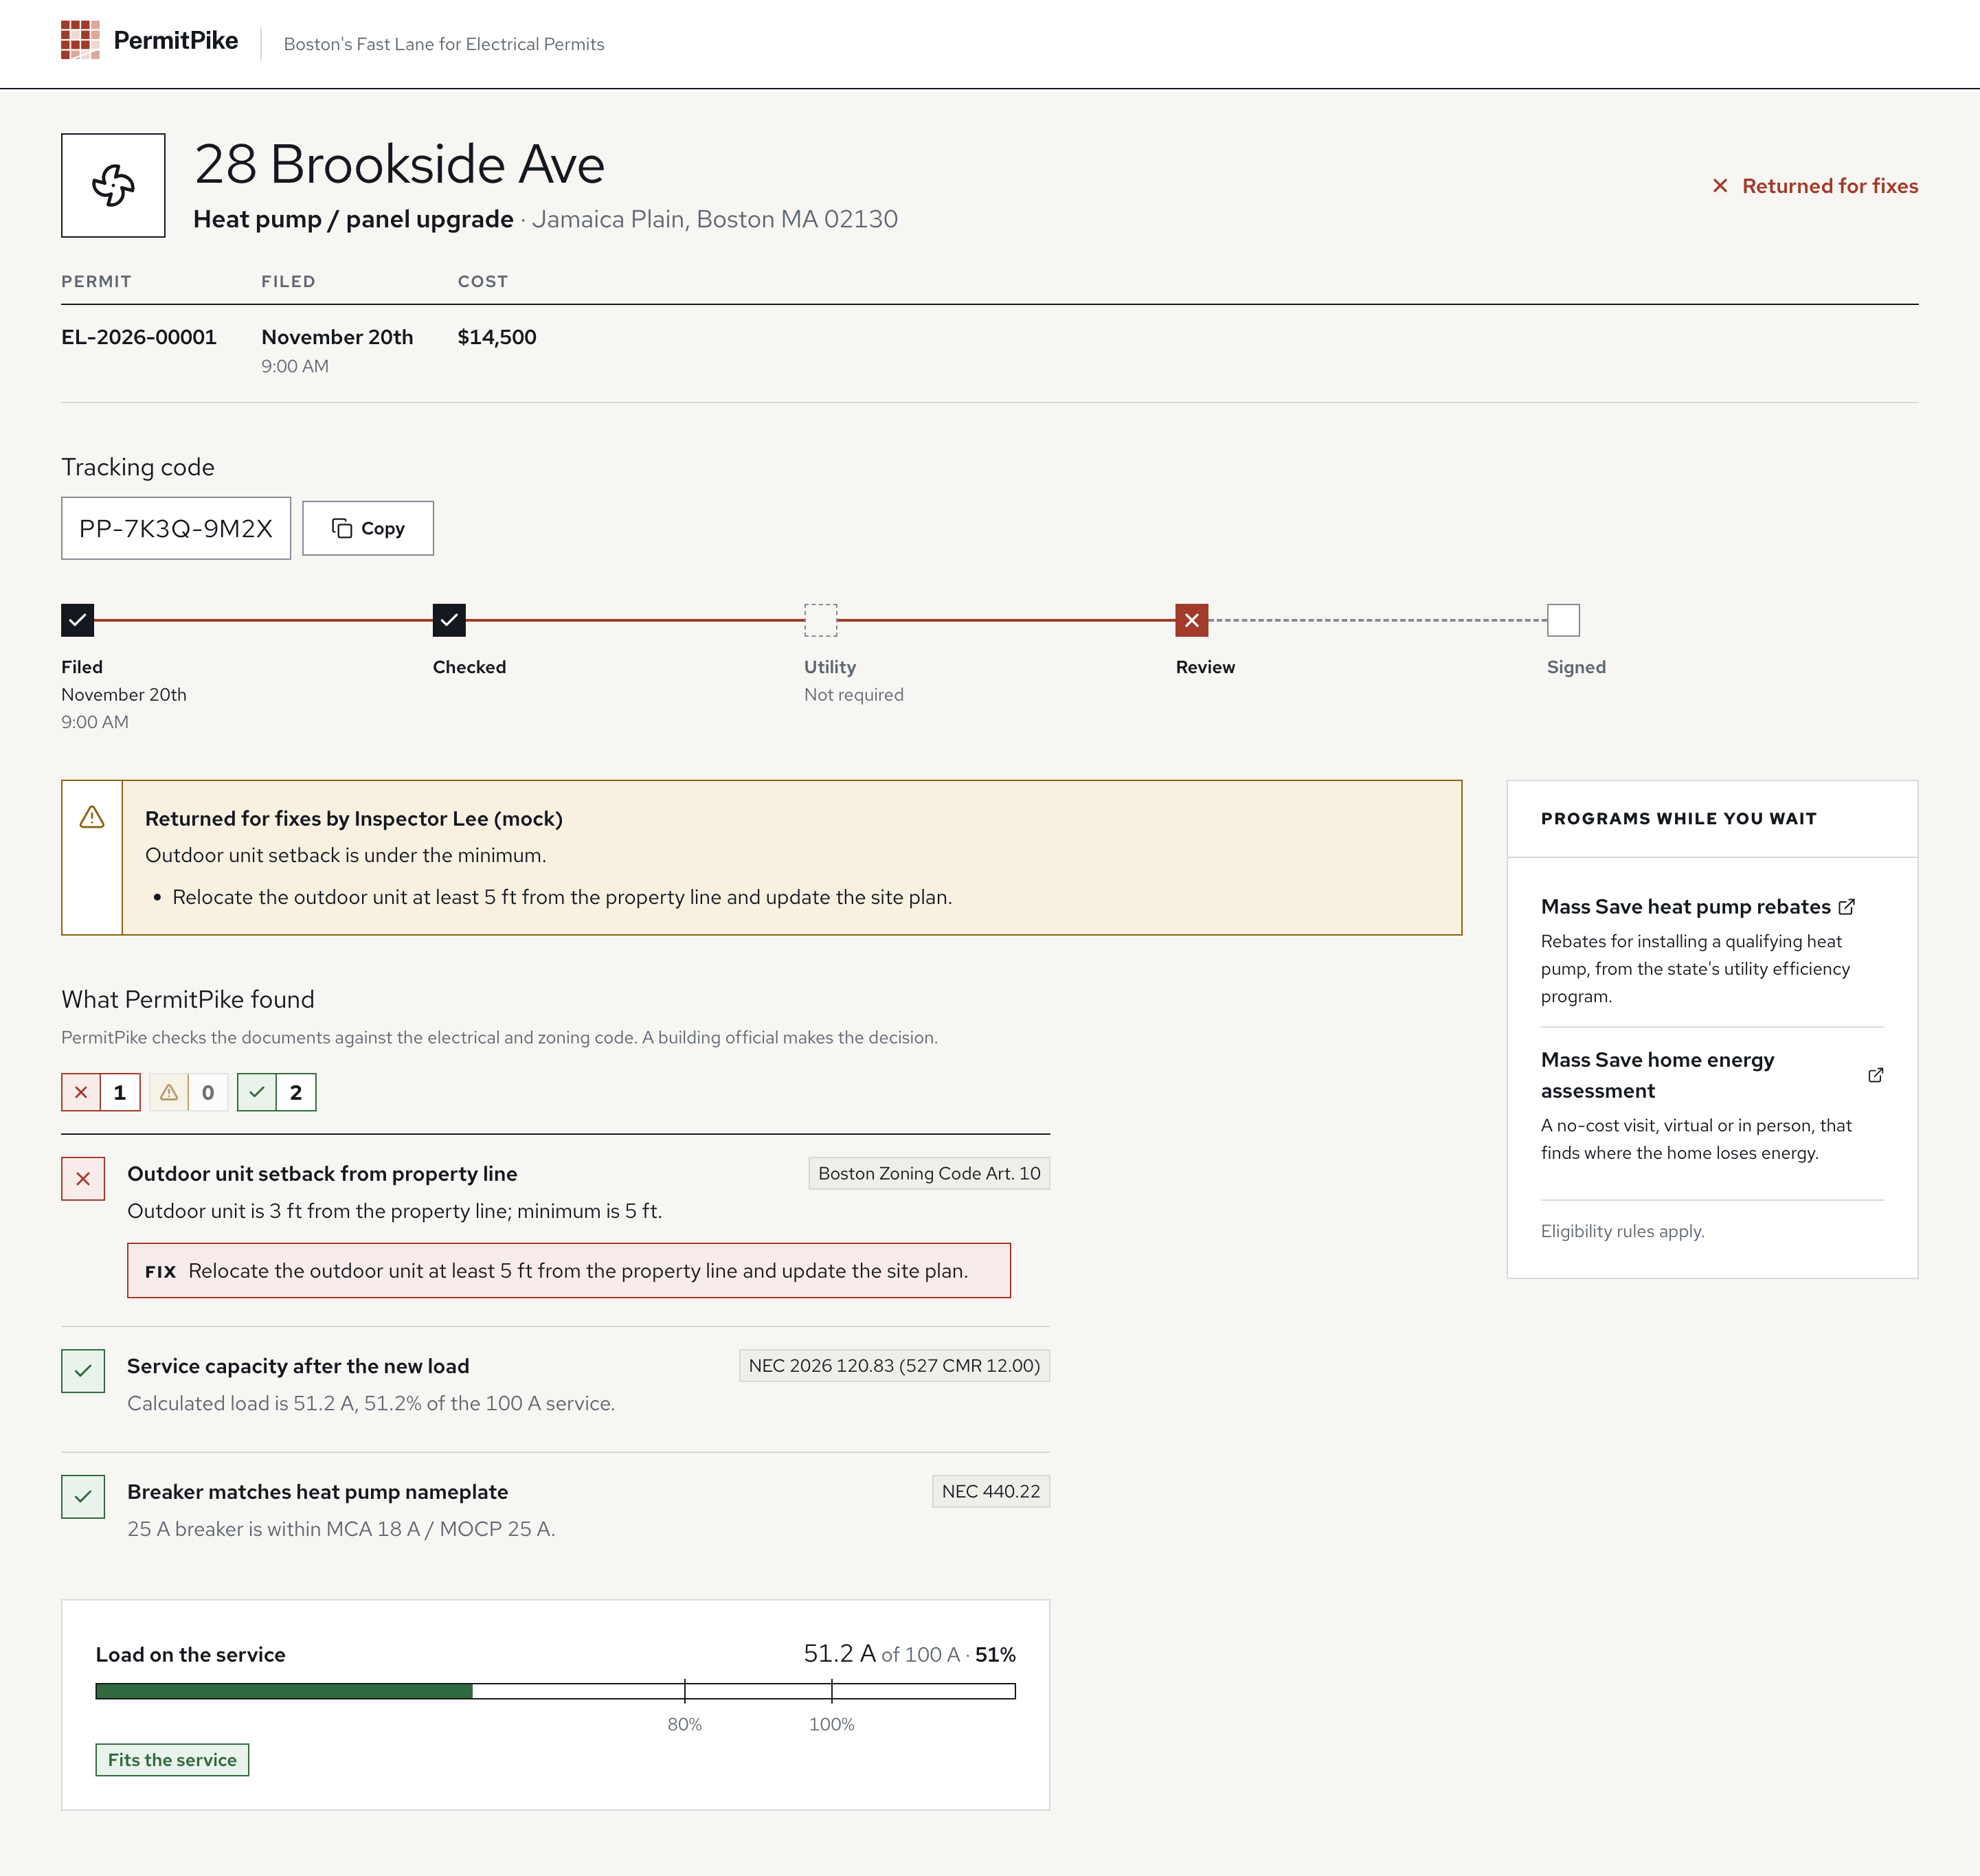 PermitPike
Boston's Fast Lane for Electrical Permits
28 Brookside Ave
Heat pump / panel upgrade · Jamaica Plain, Boston MA 02130
Returned for fixes
PERMIT FILED COST
EL-2026-00001 November 20th $14,500
9:00 AM
Tracking code
PP-7K3Q-9M2X
Copy
Filed Checked Utility Review Signed
November 20th Not required
9:00 AM
Returned for fixes by Inspector Lee (mock)
Outdoor unit setback is under the minimum.
• Relocate the outdoor unit at least 5 ft from the property line and update the site plan.
What PermitPike found
PermitPike checks the documents against the electrical and zoning code. A building official makes the decision.
1 0 2
Outdoor unit setback from property line Boston Zoning Code Art. 10
Outdoor unit is 3 ft from the property line; minimum is 5 ft.
FIX Relocate the outdoor unit at least 5 ft from the property line and update the site plan.
Service capacity after the new load NEC 2026 120.83 (527 CMR 12.00)
Calculated load is 51.2 A, 51.2% of the 100 A service.
Breaker matches heat pump nameplate NEC 440.22
25 A breaker is within MCA 18 A / MOCP 25 A.
Load on the service 51.2 A of 100 A · 51%
80% 100%
Fits the service
PROGRAMS WHILE YOU WAIT
Mass Save heat pump rebates
Rebates for installing a qualifying heat
pump, from the state's utility efficiency
program.
Mass Save home energy
assessment
A no-cost visit, virtual or in person, that
finds where the home loses energy.
Eligibility rules apply.